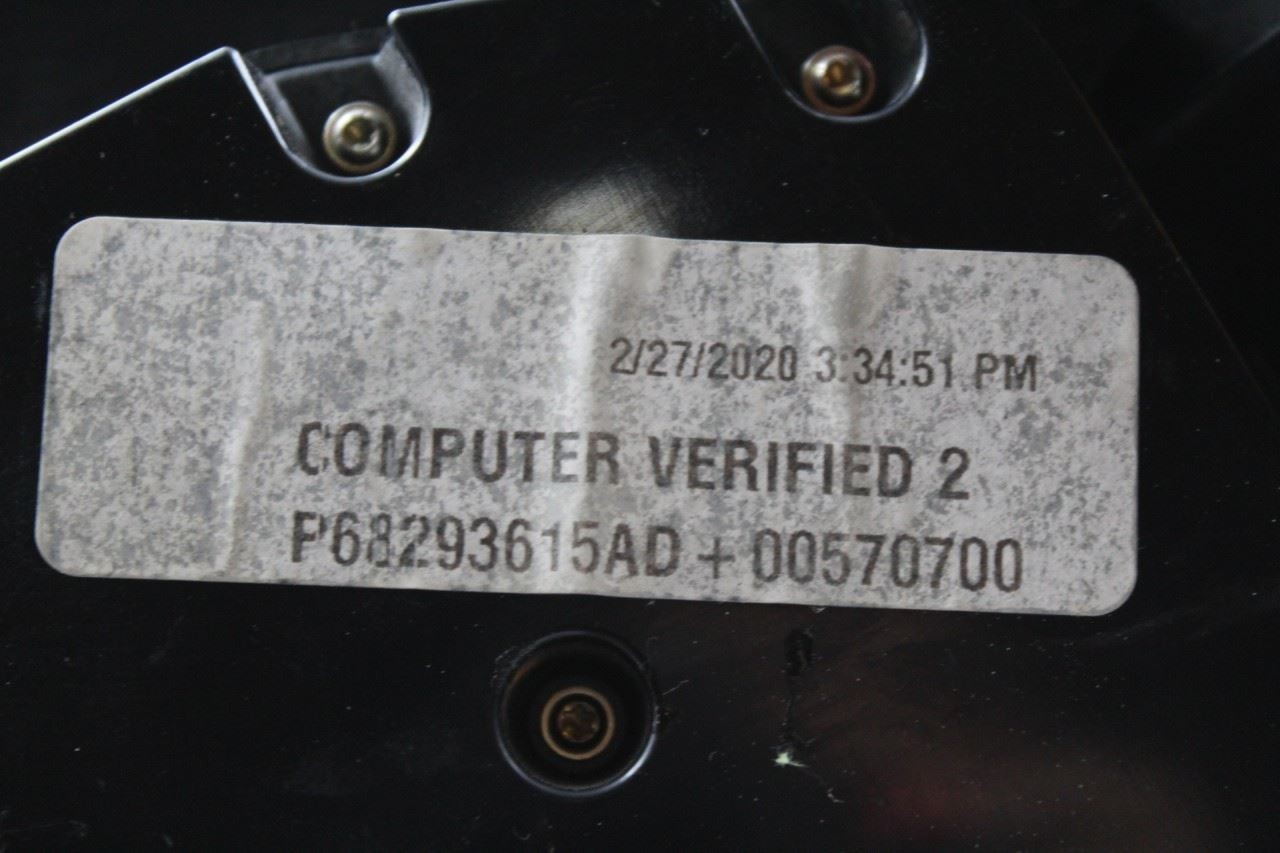 2/27/2020 3:34:51 PM
COMPUTER VERIFIED 2
P68293615AD + 00570700